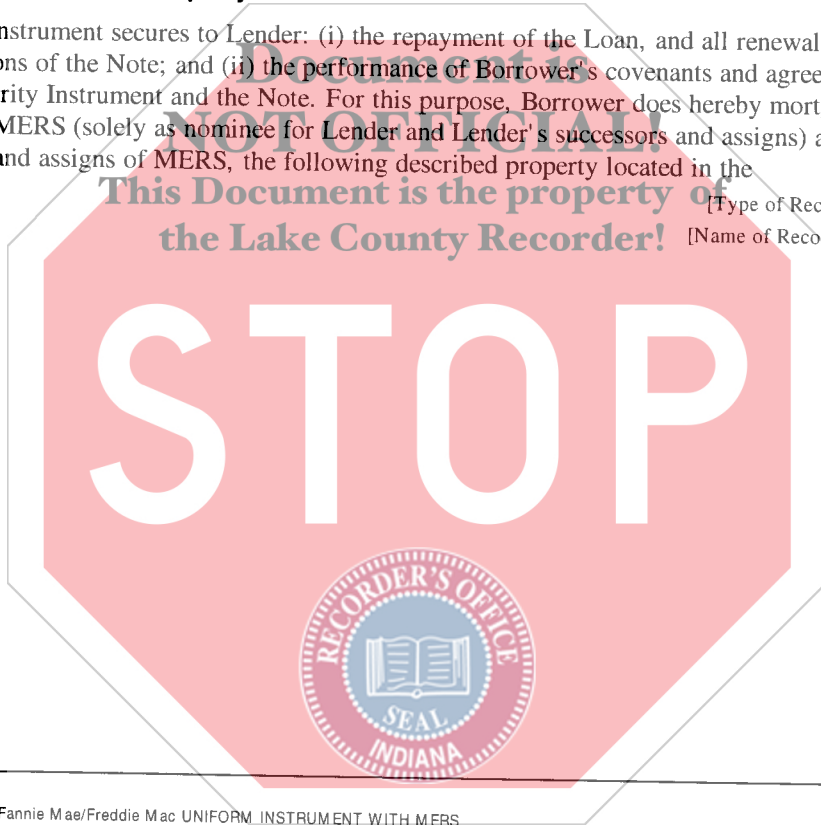 nstrument secures to Lender: (i) the repayment of the Loan, and all renewal
ons of the Note; and (ii) the performance of Borrower's covenants and agree
rity Instrument and the Note. For this purpose, Borrower does hereby mort
MERS (solely as nominee for Lender and Lender's successors and assigns) a
and assigns of MERS, the following described property located in the
[Type of Rec
[Name of Reco
Document is
NOT OFFICIAL!
This Document is the property of
the Lake County Recorder!
STOP
RECORDER'S OFFICE
SEAL
INDIANA
Fannie Mae/Freddie Mac UNIFORM INSTRUMENT WITH MERS